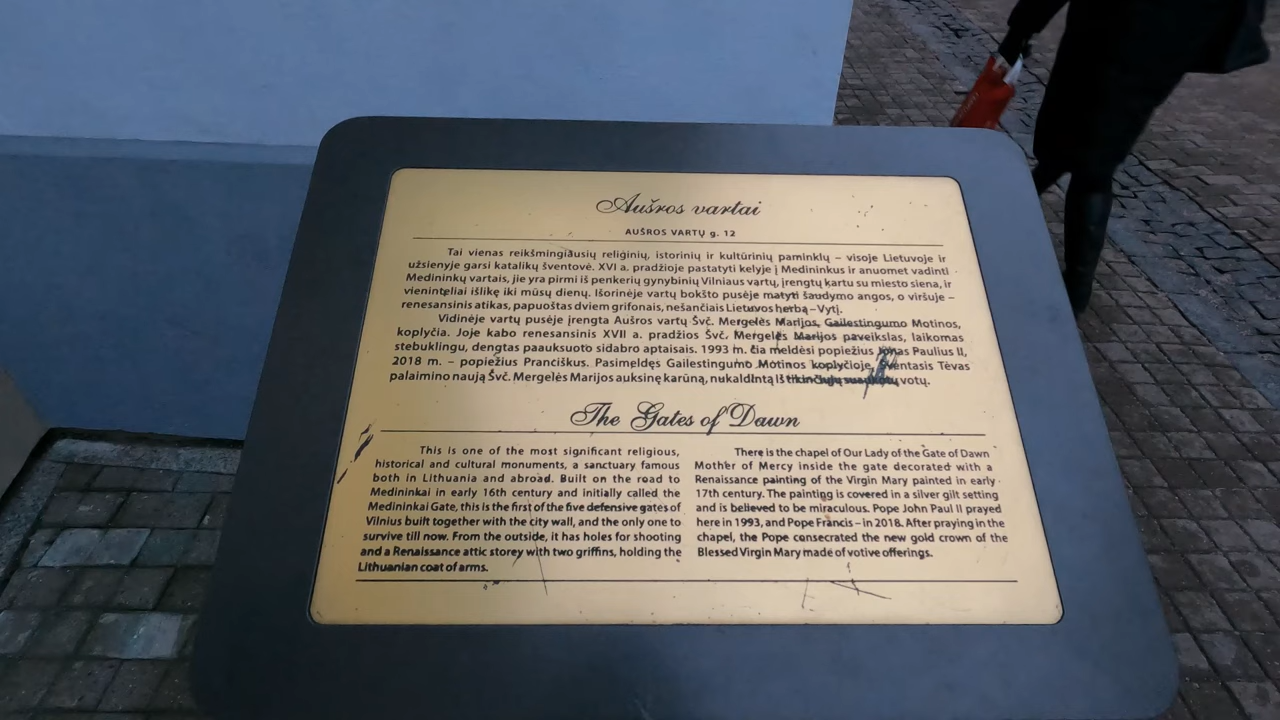 Aušros vartai
AUŠROS VARTŲ g. 12
Tai vienas reikšmingiausių religinių, istorinių ir kultūrinių paminklų – visoje Lietuvoje ir
užsienyje garsi katalikų šventovė. XVI a. pradžioje pastatyti kelyje į Medininkus ir anuomet vadinti
Medininkų vartais, jie yra pirmi iš penkerių gynybinių Vilniaus vartų, įrengtų kartu su miesto siena, ir
vieninteliai išlikę iki mūsų dienų. Išorinėje vartų bokšto pusėje matyti šaudymo angos, o viršuje –
renesansinis atikas, papuoštas dviem grifonais, nešančiais Lietuvos herbą – Vytį.
Vidinėje vartų pusėje įrengta Aušros vartų Švč. Mergelės Marijos, Gailestingumo Motinos,
koplyčia. Joje kabo renesansinis XVII a. pradžios Švč. Mergelės Marijos paveikslas, laikomas
stebuklingu, dengtas paauksuoto sidabro aptaisais. 1993 m. čia meldėsi popiežius Jonas Paulius II,
2018 m. – popiežius Pranciškus. Pasimeldęs Gailestingumo Motinos koplyčioje, Šventasis Tėvas
palaimino naują Švč. Mergelės Marijos auksinę karūną, nukaldintą iš tikinčiųjų suaukotų votų.
The Gates of Dawn
This is one of the most significant religious,
historical and cultural monuments, a sanctuary famous
both in Lithuania and abroad. Built on the road to
Medininkai in early 16th century and initially called the
Medininkai Gate, this is the first of the five defensive gates of
Vilnius built together with the city wall, and the only one to
survive till now. From the outside, it has holes for shooting
and a Renaissance attic storey with two griffins, holding the
Lithuanian coat of arms.
There is the chapel of Our Lady of the Gate of Dawn
Mother of Mercy inside the gate decorated with a
Renaissance painting of the Virgin Mary painted in early
17th century. The painting is covered in a silver gilt setting
and is believed to be miraculous. Pope John Paul II prayed
here in 1993, and Pope Francis – in 2018. After praying in the
chapel, the Pope consecrated the new gold crown of the
Blessed Virgin Mary made of votive offerings.